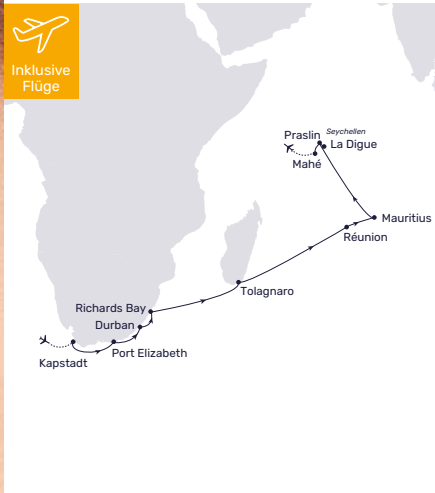 Inklusive
Flüge
Seychellen
Praslin
La Digue
Mahé
Mauritius
Réunion
Tolagnaro
Richards Bay
Durban
Port Elizabeth
Kapstadt